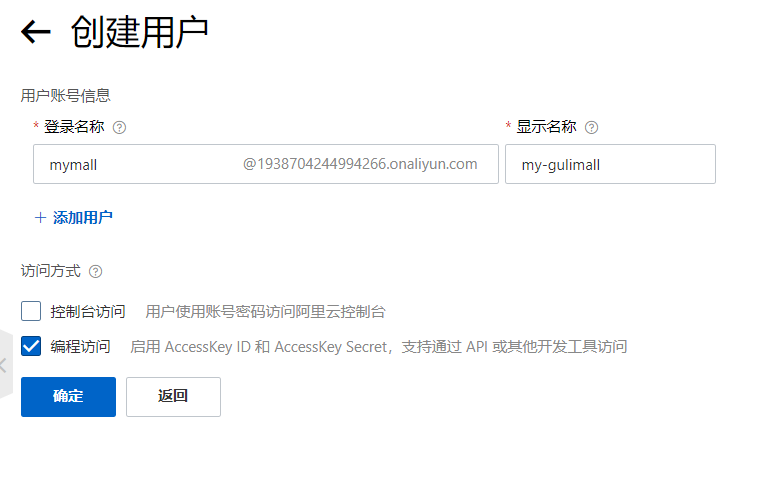 创建用户
用户账号信息
* 登录名称 * 显示名称
mymall @1938704244994266.onaliyun.com my-gulimall
+ 添加用户
访问方式
控制台访问 用户使用账号密码访问阿里云控制台
编程访问 启用 AccessKey ID 和 AccessKey Secret，支持通过 API 或其他开发工具访问
确定 返回